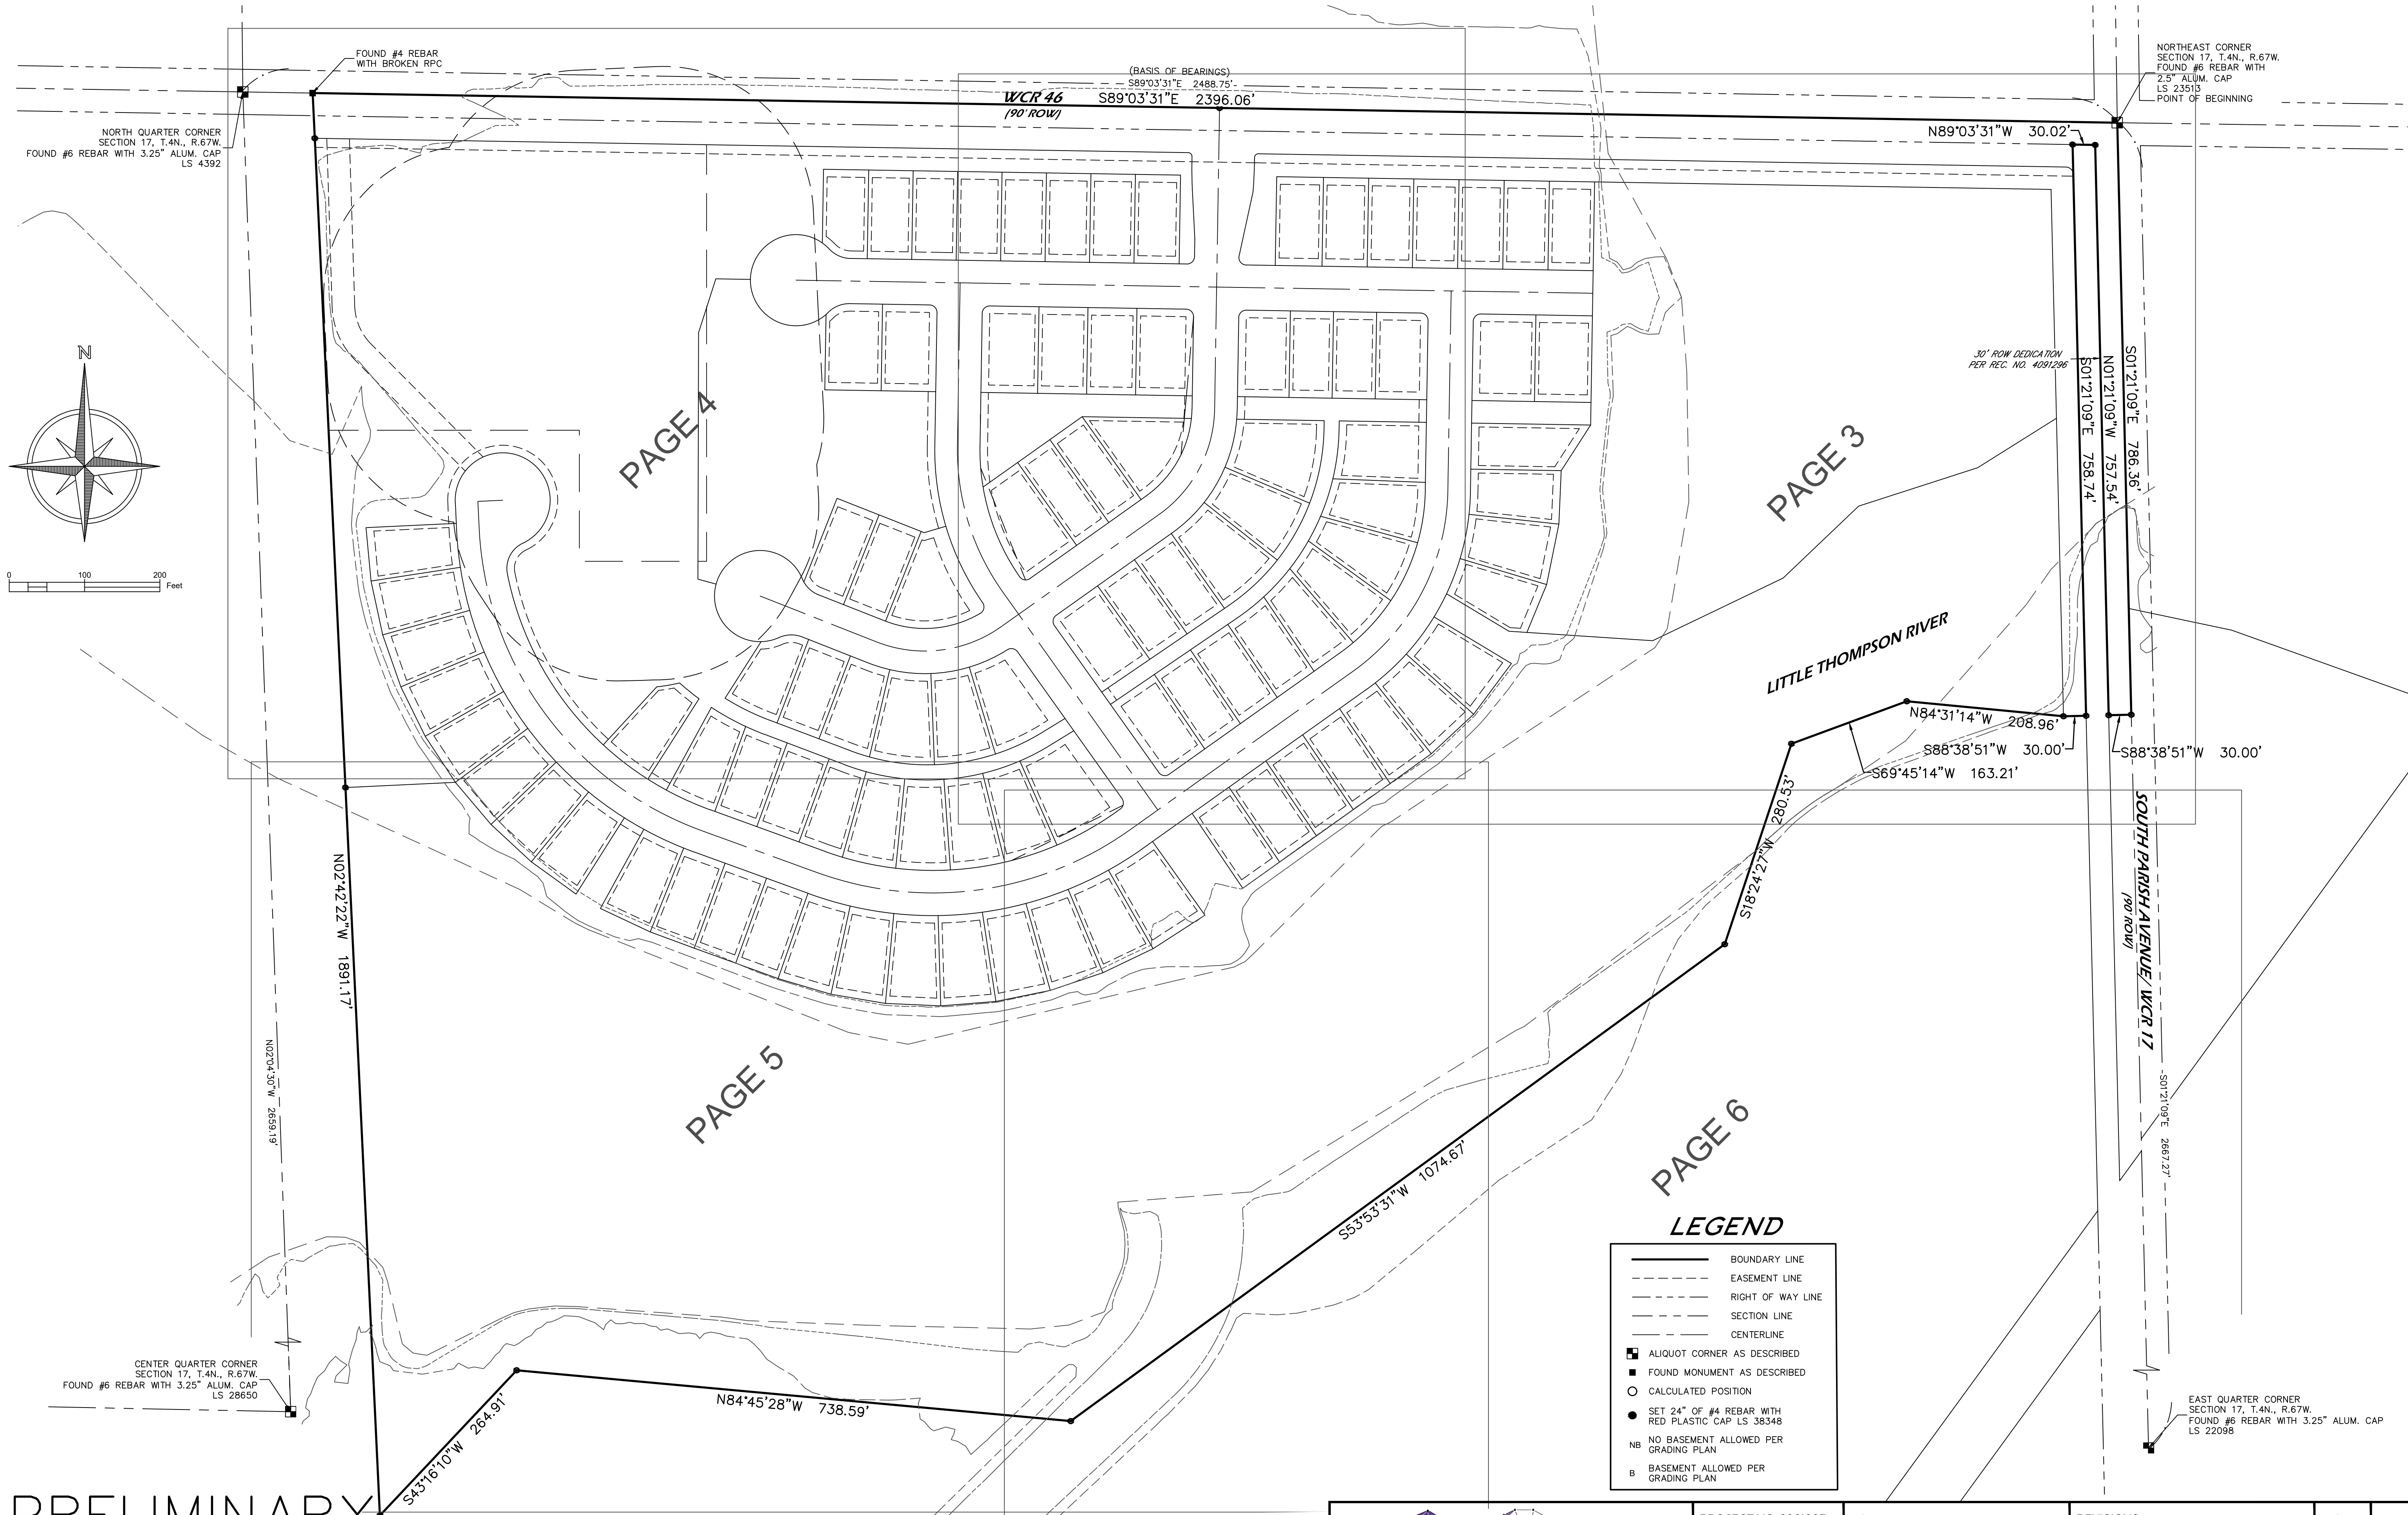 FOUND #4 REBAR
WITH BROKEN RPC
(BASIS OF BEARINGS)
S89°03'31"E 2488.75'
WCR 46
(90' ROW)
S89°03'31"E 2396.06'
NORTHEAST CORNER
SECTION 17, T.4N., R.67W.
FOUND #6 REBAR WITH
2.5" ALUM. CAP
LS 23513
POINT OF BEGINNING
NORTH QUARTER CORNER
SECTION 17, T.4N., R.67W.
FOUND #6 REBAR WITH 3.25" ALUM. CAP
LS 4392
N89°03'31"W 30.02'
N
0 100 200
Feet
PAGE 4
PAGE 3
30' ROW DEDICATION
PER REC. NO. 4091296
S01°21'09"E 758.74'
N01°21'09"W 757.54'
S01°21'09"E 786.36'
LITTLE THOMPSON RIVER
N84°31'14"W 208.96'
S88°38'51"W 30.00'
S88°38'51"W 30.00'
S69°45'14"W 163.21'
S18°24'27"W 280.53'
SOUTH PARISH AVENUE/ WCR 17
(90' ROW)
N02°42'22"W 1891.17'
N02°04'30"W 2659.19'
PAGE 5
PAGE 6
S01°21'09"E 2667.27'
S53°53'31"W 1074.67'
LEGEND
BOUNDARY LINE
EASEMENT LINE
RIGHT OF WAY LINE
SECTION LINE
CENTERLINE
ALIQUOT CORNER AS DESCRIBED
FOUND MONUMENT AS DESCRIBED
CALCULATED POSITION
SET 24" OF #4 REBAR WITH
RED PLASTIC CAP LS 38348
NB NO BASEMENT ALLOWED PER
GRADING PLAN
B BASEMENT ALLOWED PER
GRADING PLAN
CENTER QUARTER CORNER
SECTION 17, T.4N., R.67W.
FOUND #6 REBAR WITH 3.25" ALUM. CAP
LS 28650
N84°45'28"W 738.59'
S43°16'10"W 264.91'
EAST QUARTER CORNER
SECTION 17, T.4N., R.67W.
FOUND #6 REBAR WITH 3.25" ALUM. CAP
LS 22098
PRELIMINARY